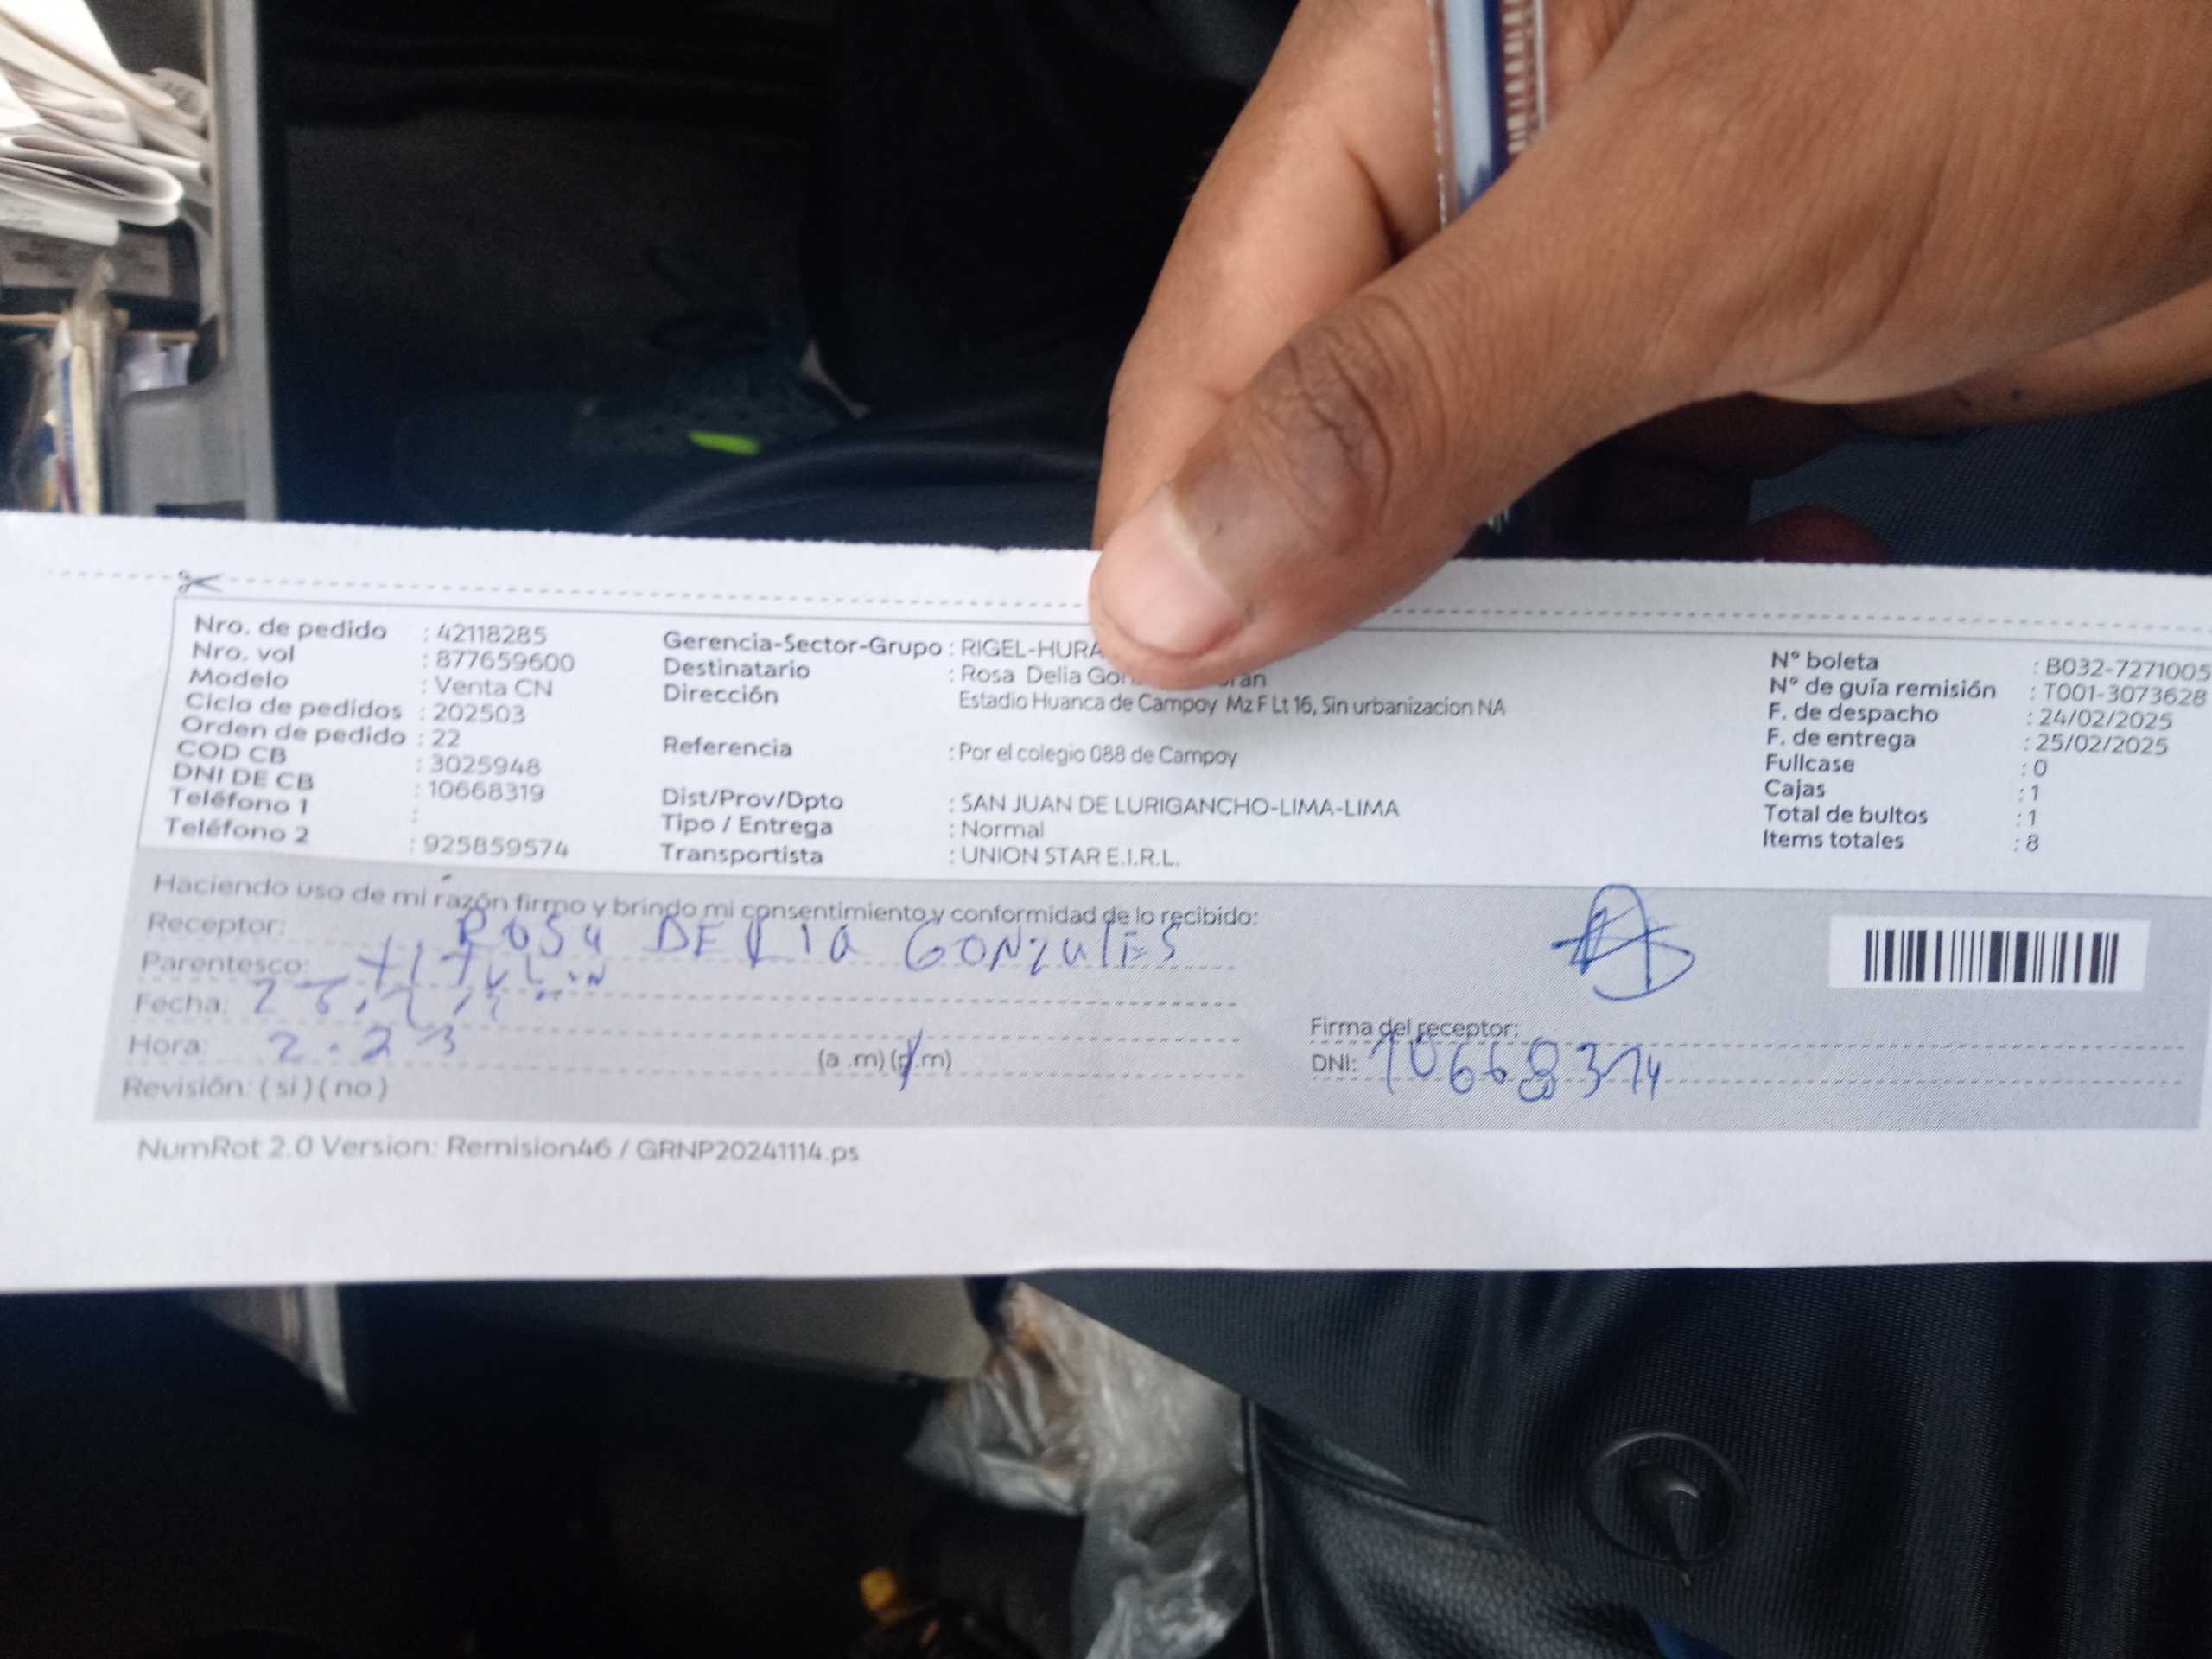 Nro. de pedido : 42118285
Nro. vol : 877659600
Modelo : Venta CN
Ciclo de pedidos : 202503
Orden de pedido : 22
COD CB : 3025948
DNI DE CB : 10668319
Teléfono 1 :
Teléfono 2 : 925859574
Gerencia-Sector-Grupo : RIGEL-HURA
Destinatario : Rosa Delia
Dirección Estadio Huanca de Campoy Mz F Lt 16, Sin urbanizacion NA
Referencia : Por el colegio 088 de Campoy
Dist/Prov/Dpto : SAN JUAN DE LURIGANCHO-LIMA-LIMA
Tipo / Entrega : Normal
Transportista : UNION STAR E.I.R.L.
N° boleta : B032-7271005
N° de guía remisión : T001-3073628
F. de despacho : 24/02/2025
F. de entrega : 25/02/2025
Fullcase : 0
Cajas : 1
Total de bultos : 1
Items totales : 8
Haciendo uso de mi razón firmo y brindo mi consentimiento y conformidad de lo recibido:
Receptor: ROSA DELIA GONZALES
Parentesco:
Fecha:
Hora: 2.23 (a .m) (p.m)
Revisión: ( si ) ( no )
Firma del receptor:
DNI:
NumRot 2.0 Version: Remision46 / GRNP20241114.ps